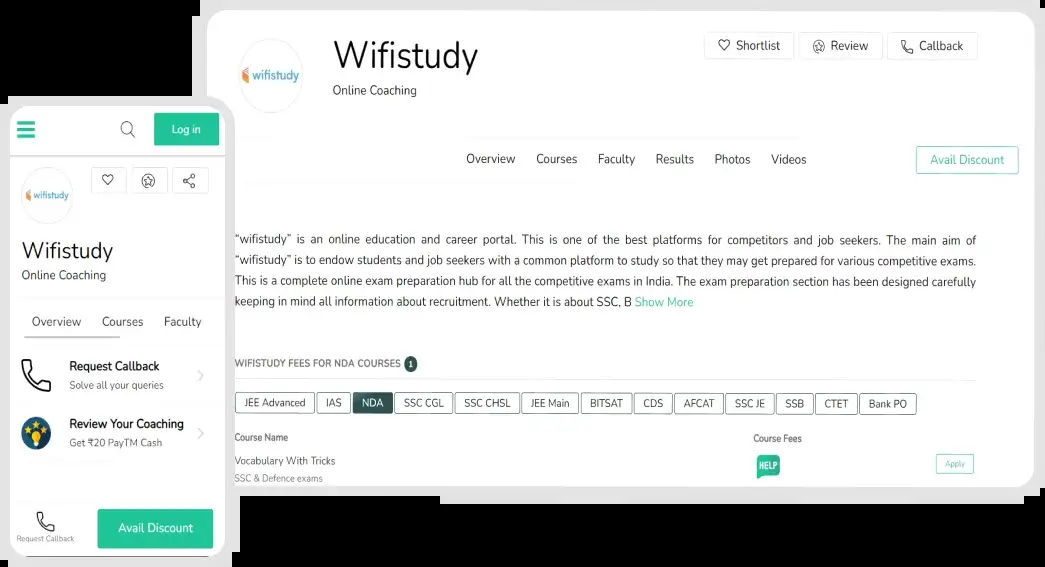 Wifistudy
Online Coaching
Shortlist
Review
Callback
wifistudy
Overview
Courses
Faculty
Results
Photos
Videos
Avail Discount
“wifistudy” is an online education and career portal. This is one of the best platforms for competitors and job seekers. The main aim of
“wifistudy” is to endow students and job seekers with a common platform to study so that they may get prepared for various competitive exams.
This is a complete online exam preparation hub for all the competitive exams in India. The exam preparation section has been designed carefully
keeping in mind all information about recruitment. Whether it is about SSC, B Show More
WIFISTUDY FEES FOR NDA COURSES 1
JEE Advanced
IAS
NDA
SSC CGL
SSC CHSL
JEE Main
BITSAT
CDS
AFCAT
SSC JE
SSB
CTET
Bank PO
Course Name
Course Fees
Vocabulary With Tricks
SSC & Defence exams
HELP
Apply
Log in
wifistudy
Wifistudy
Online Coaching
Overview
Courses
Faculty
Request Callback
Solve all your queries
Review Your Coaching
Get ₹20 PayTM Cash
Request Callback
Avail Discount